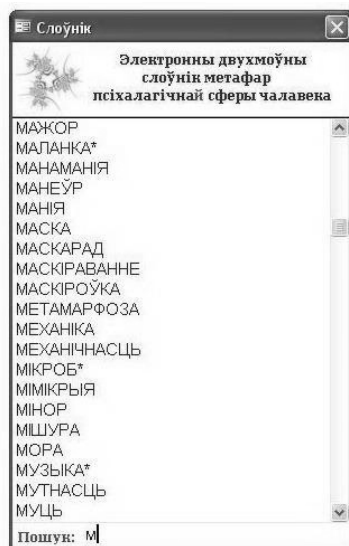 Слоўнік
Электронны двухмоўны
слоўнік метафар
псіхалагічнай сферы чалавека
МАЖОР
МАЛАНКА*
МАНАМАНІЯ
МАНЕЎР
МАНІЯ
МАСКА
МАСКАРАД
МАСКІРАВАННЕ
МАСКІРОЎКА
МЕТАМАРФОЗА
МЕХАНІКА
МЕХАНІЧНАСЦЬ
МІКРОБ*
МІМІКРЫЯ
МІНОР
МІШУРА
МОРА
МУЗЫКА*
МУТНАСЦЬ
МУЦЬ
Пошук: м